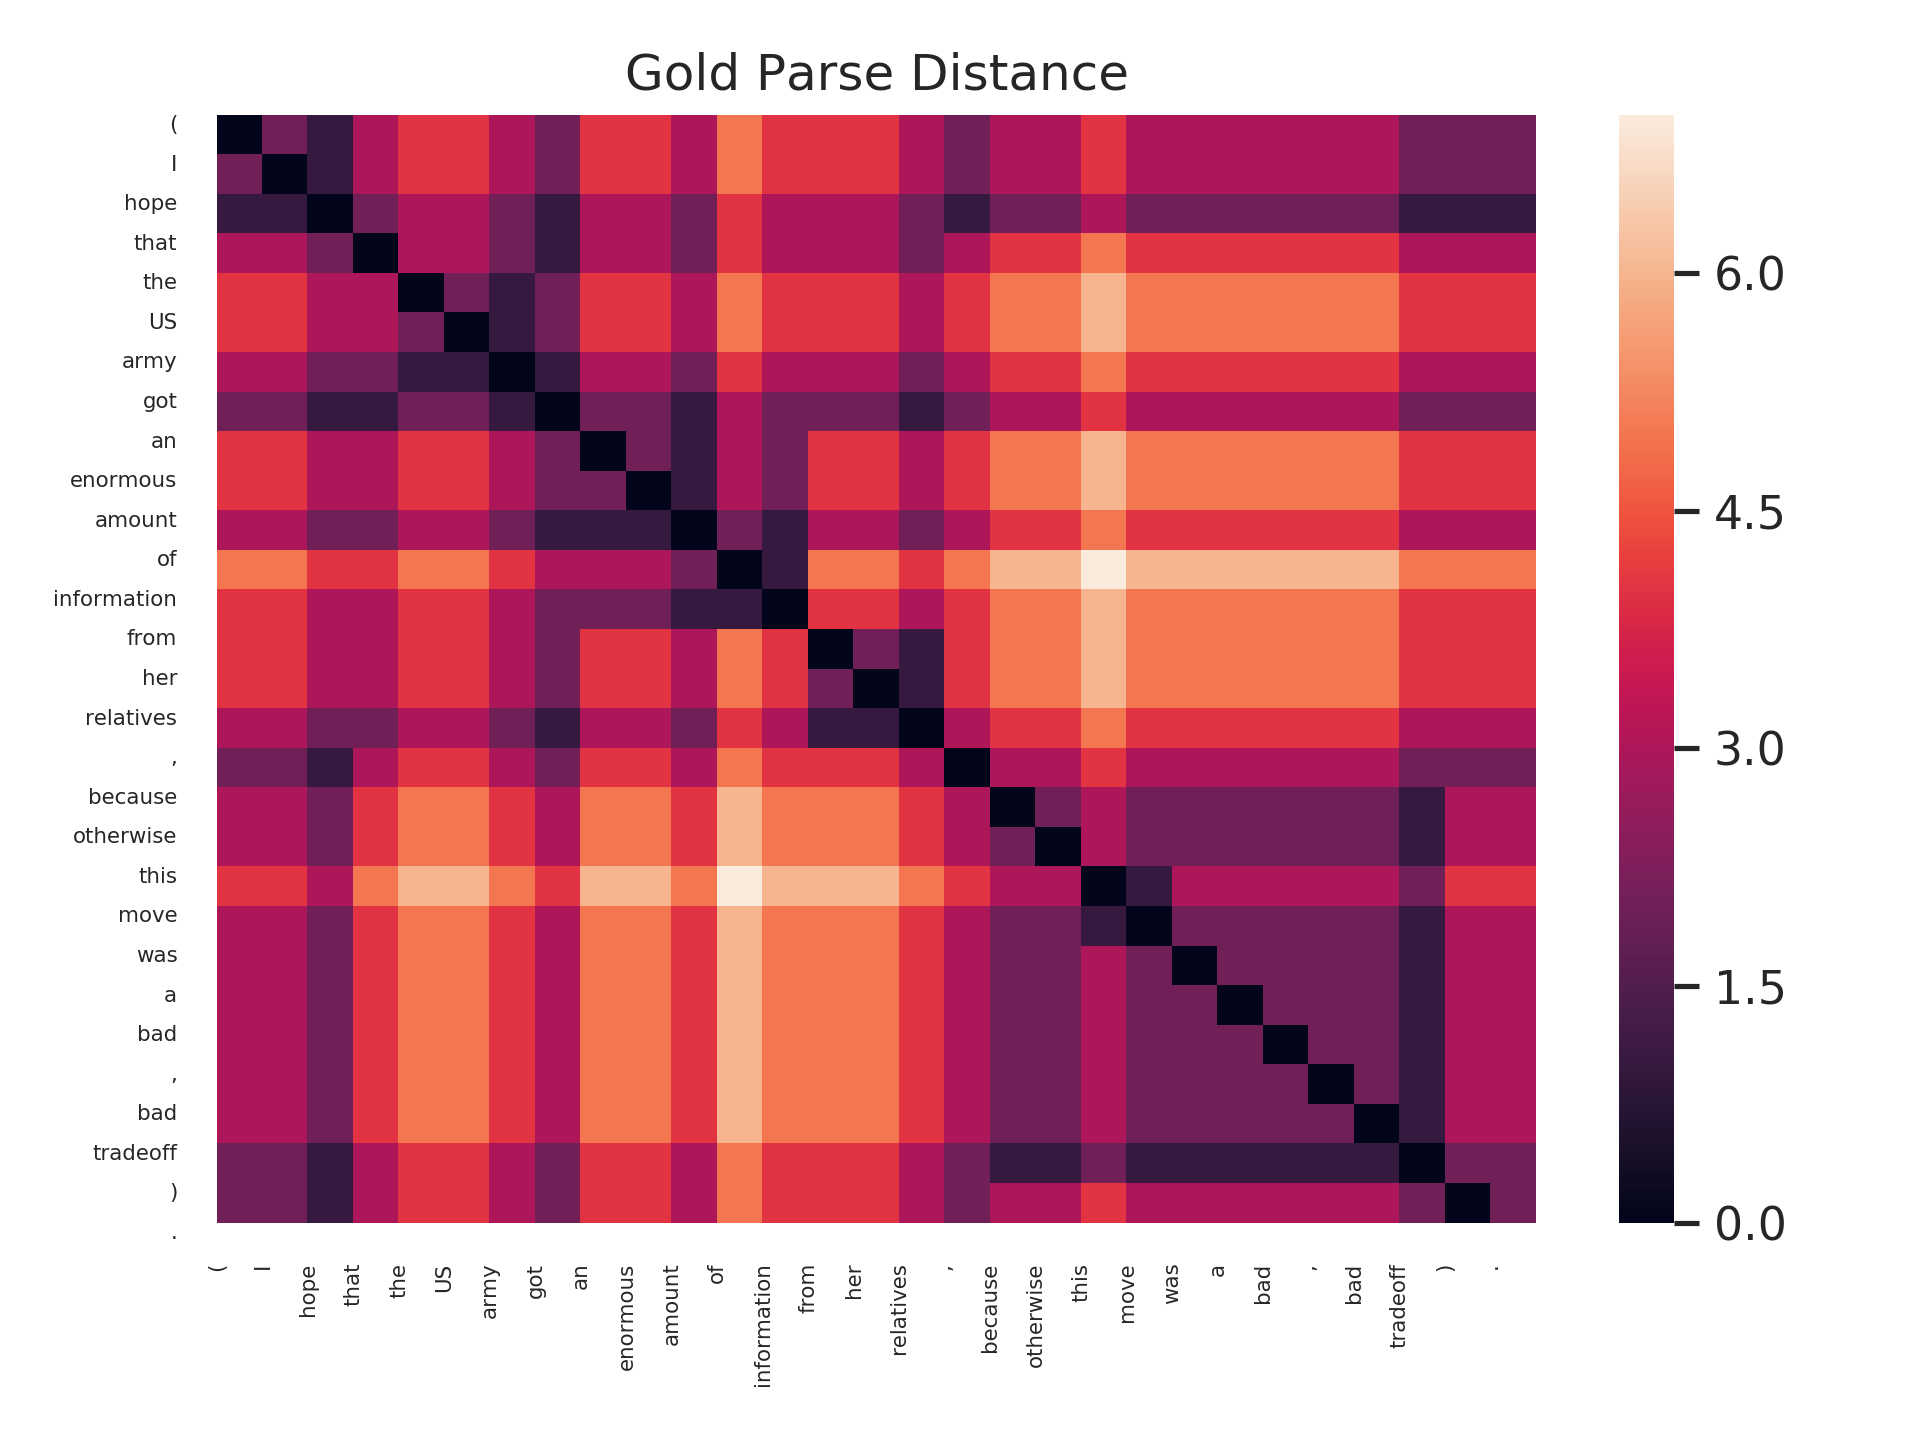 Gold Parse Distance
(
I
hope
that
the
US
army
got
an
enormous
amount
of
information
from
her
relatives
,
because
otherwise
this
move
was
a
bad
,
bad
tradeoff
)
.
6.0
4.5
3.0
1.5
0.0
( I hope that the US army got an enormous amount of information from her relatives , because otherwise this move was a bad , bad tradeoff ) .